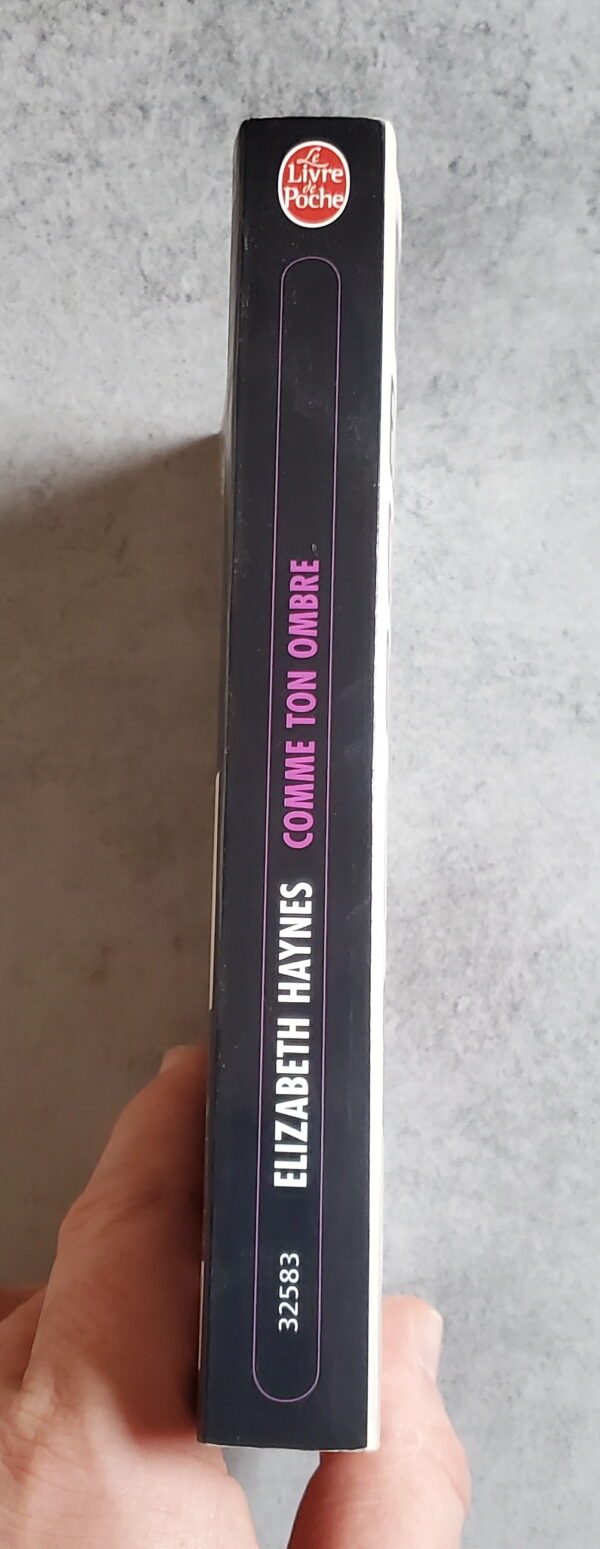 Le
Livre
de
Poche
COMME TON OMBRE
ELIZABETH HAYNES
32583